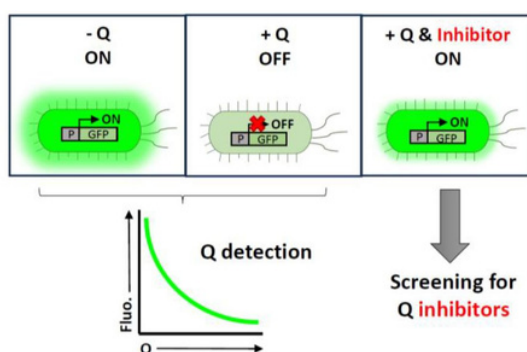 - Q
ON
+ Q
OFF
+ Q & Inhibitor
ON
ON
P GFP
OFF
P GFP
ON
P GFP
Fluo.
Q
Q detection
Screening for
Q inhibitors